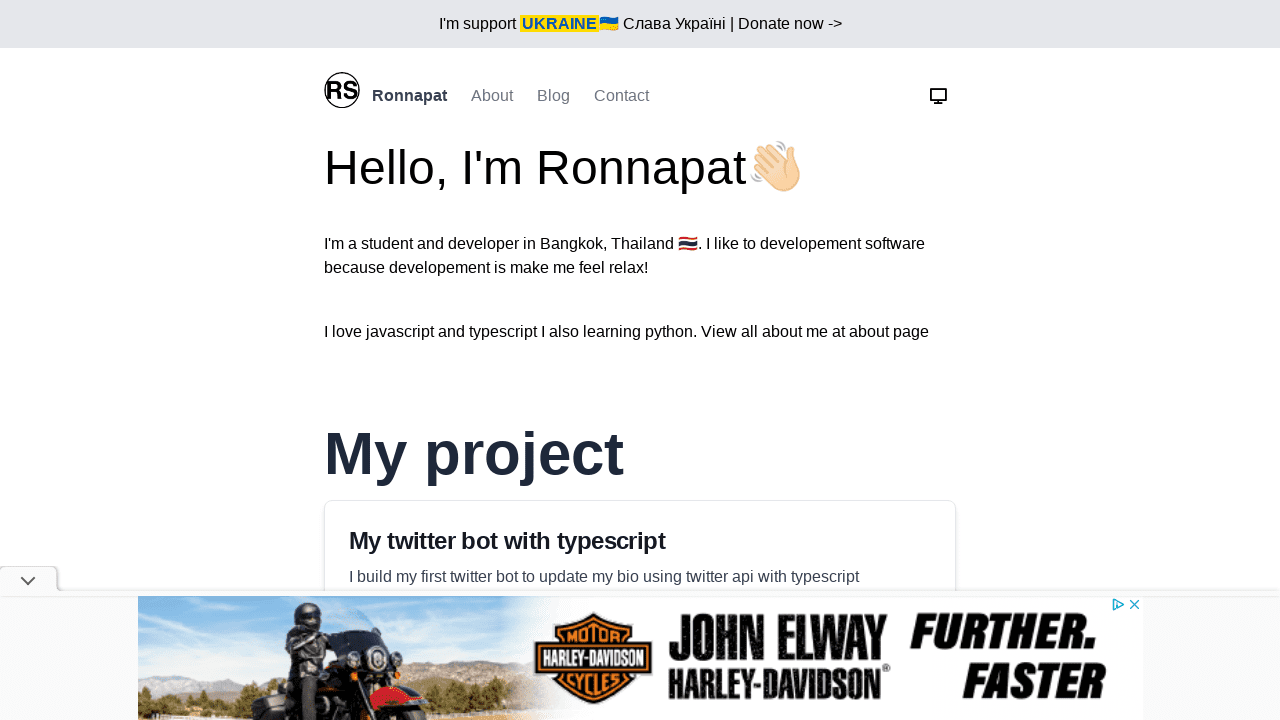 I'm support UKRAINE🇺🇦 Слава Україні | Donate now ->
RS Ronnapat About Blog Contact
Hello, I'm Ronnapat👋🏻
I'm a student and developer in Bangkok, Thailand 🇹🇭. I like to developement software
because developement is make me feel relax!
I love javascript and typescript I also learning python. View all about me at about page
My project
My twitter bot with typescript
I build my first twitter bot to update my bio using twitter api with typescript
MOTOR
HARLEY-DAVIDSON
CYCLES
JOHN ELWAY
HARLEY-DAVIDSON®
FURTHER.
FASTER